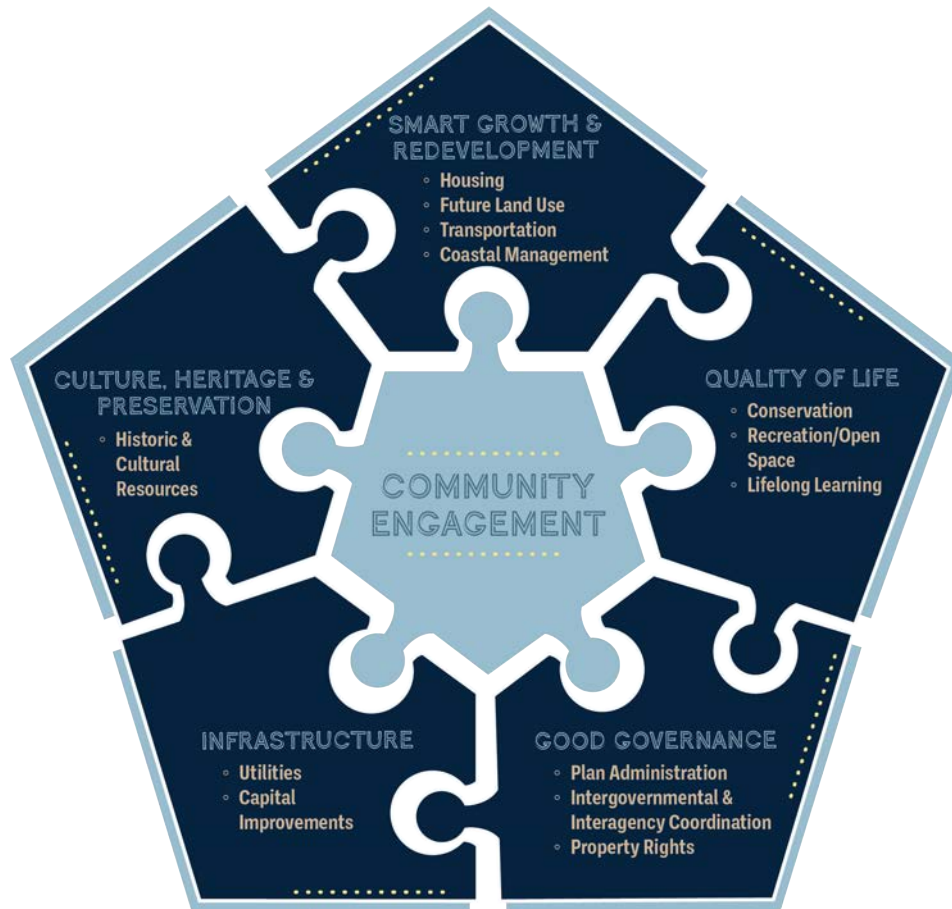 SMART GROWTH &
REDEVELOPMENT
◦ Housing
◦ Future Land Use
◦ Transportation
◦ Coastal Management
CULTURE, HERITAGE &
PRESERVATION
◦ Historic &
Cultural
Resources
QUALITY OF LIFE
◦ Conservation
◦ Recreation/Open
Space
◦ Lifelong Learning
COMMUNITY
ENGAGEMENT
INFRASTRUCTURE
◦ Utilities
◦ Capital
Improvements
GOOD GOVERNANCE
◦ Plan Administration
◦ Intergovernmental &
Interagency Coordination
◦ Property Rights